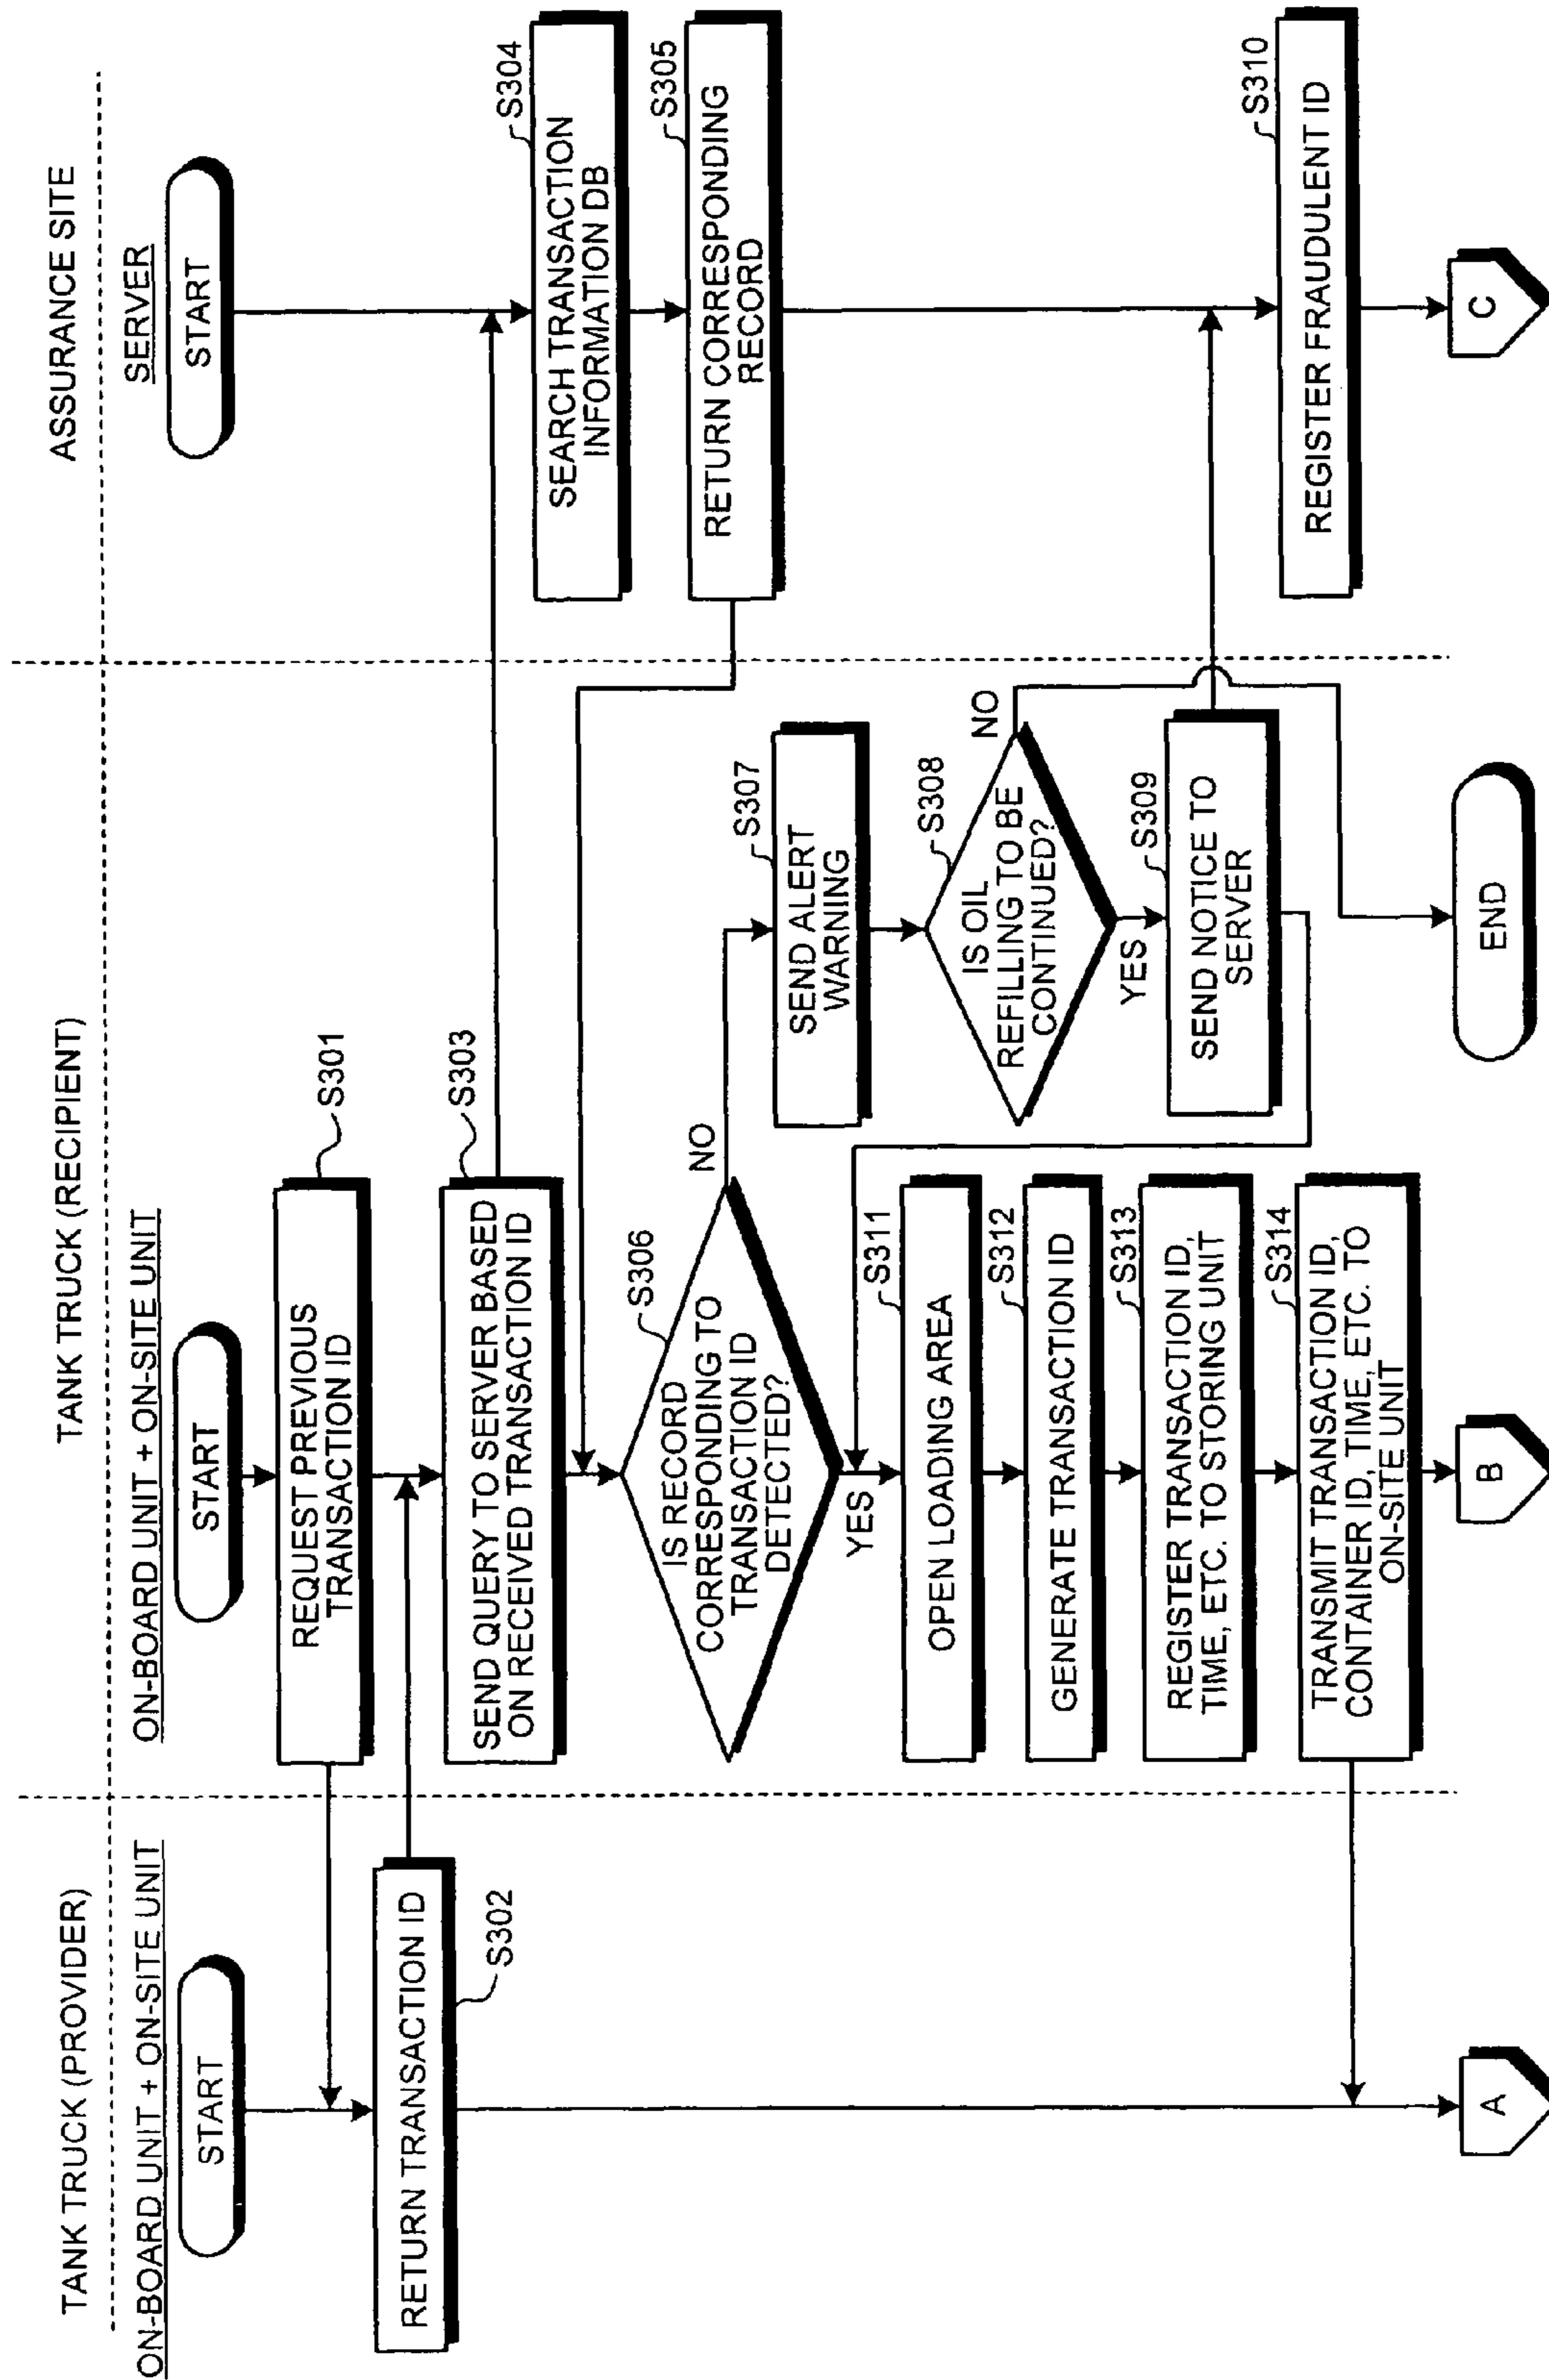 TANK TRUCK (PROVIDER)
ON-BOARD UNIT + ON-SITE UNIT
START
RETURN TRANSACTION ID
S302
A
TANK TRUCK (RECIPIENT)
ON-BOARD UNIT + ON-SITE UNIT
START
REQUEST PREVIOUS
TRANSACTION ID
S301
SEND QUERY TO SERVER BASED
ON RECEIVED TRANSACTION ID
S303
IS RECORD
CORRESPONDING TO
TRANSACTION ID
DETECTED?
S306
NO
YES
SEND ALERT
WARNING
S307
IS OIL
REFILLING TO BE
CONTINUED?
S308
NO
YES
SEND NOTICE TO
SERVER
S309
END
OPEN LOADING AREA
S311
GENERATE TRANSACTION ID
S312
REGISTER TRANSACTION ID,
TIME, ETC. TO STORING UNIT
S313
TRANSMIT TRANSACTION ID,
CONTAINER ID, TIME, ETC. TO
ON-SITE UNIT
S314
B
ASSURANCE SITE
SERVER
START
SEARCH TRANSACTION
INFORMATION DB
S304
RETURN CORRESPONDING
RECORD
S305
REGISTER FRAUDULENT ID
S310
C